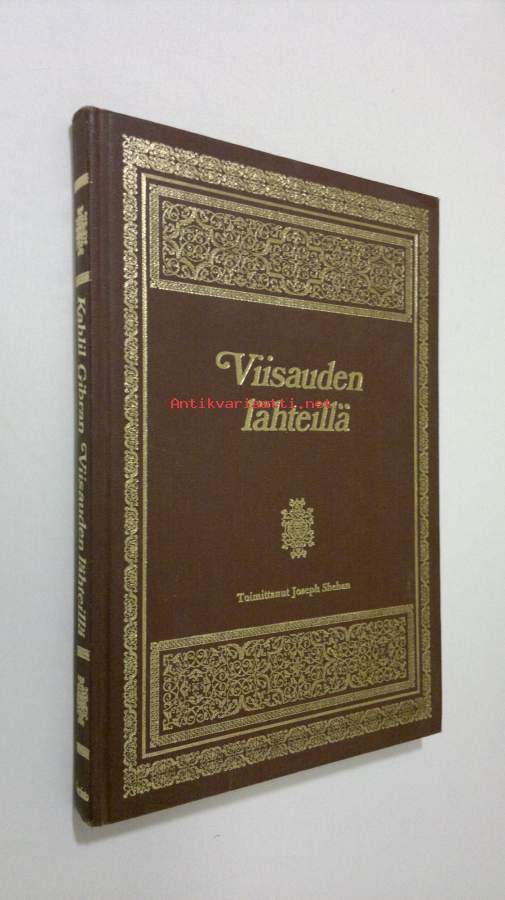 Viisauden
lähteillä
Antikvariaatti.net
Toimittanut Joseph Sheban
Kahlil Gibran Viisauden lähteillä